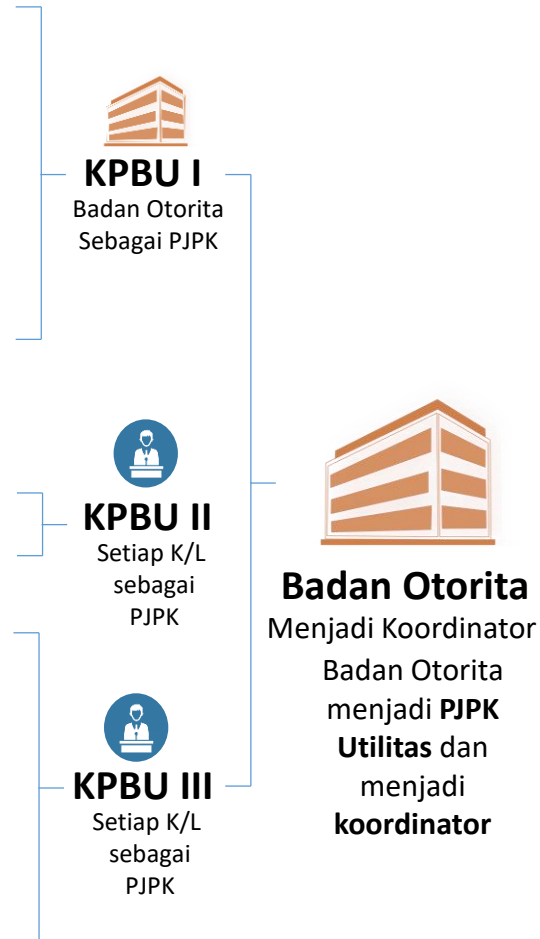 KPBU I
Badan Otorita
Sebagai PJPK
KPBU II
Setiap K/L
sebagai
PJPK
KPBU III
Setiap K/L
sebagai
PJPK
Badan Otorita
Menjadi Koordinator
Badan Otorita
menjadi PJPK
Utilitas dan
menjadi
koordinator